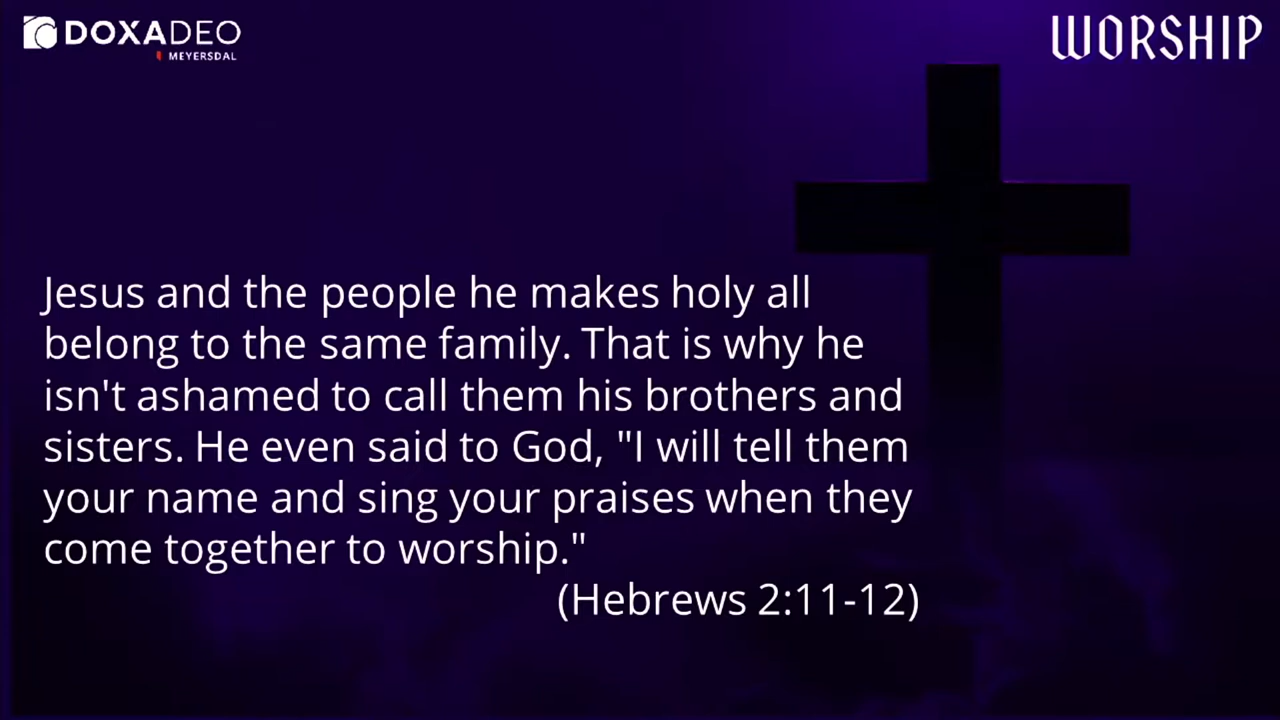 DOXADEO
MEYERSDAL
WORSHIP
Jesus and the people he makes holy all
belong to the same family. That is why he
isn't ashamed to call them his brothers and
sisters. He even said to God, "I will tell them
your name and sing your praises when they
come together to worship."
(Hebrews 2:11-12)